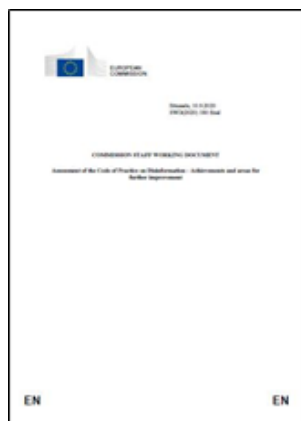 EUROPEAN
COMMISSION
Brussels, 10.9.2020
SWD(2020) 180 final
COMMISSION STAFF WORKING DOCUMENT
Assessment of the Code of Practice on Disinformation - Achievements and areas for
further improvement
EN
EN